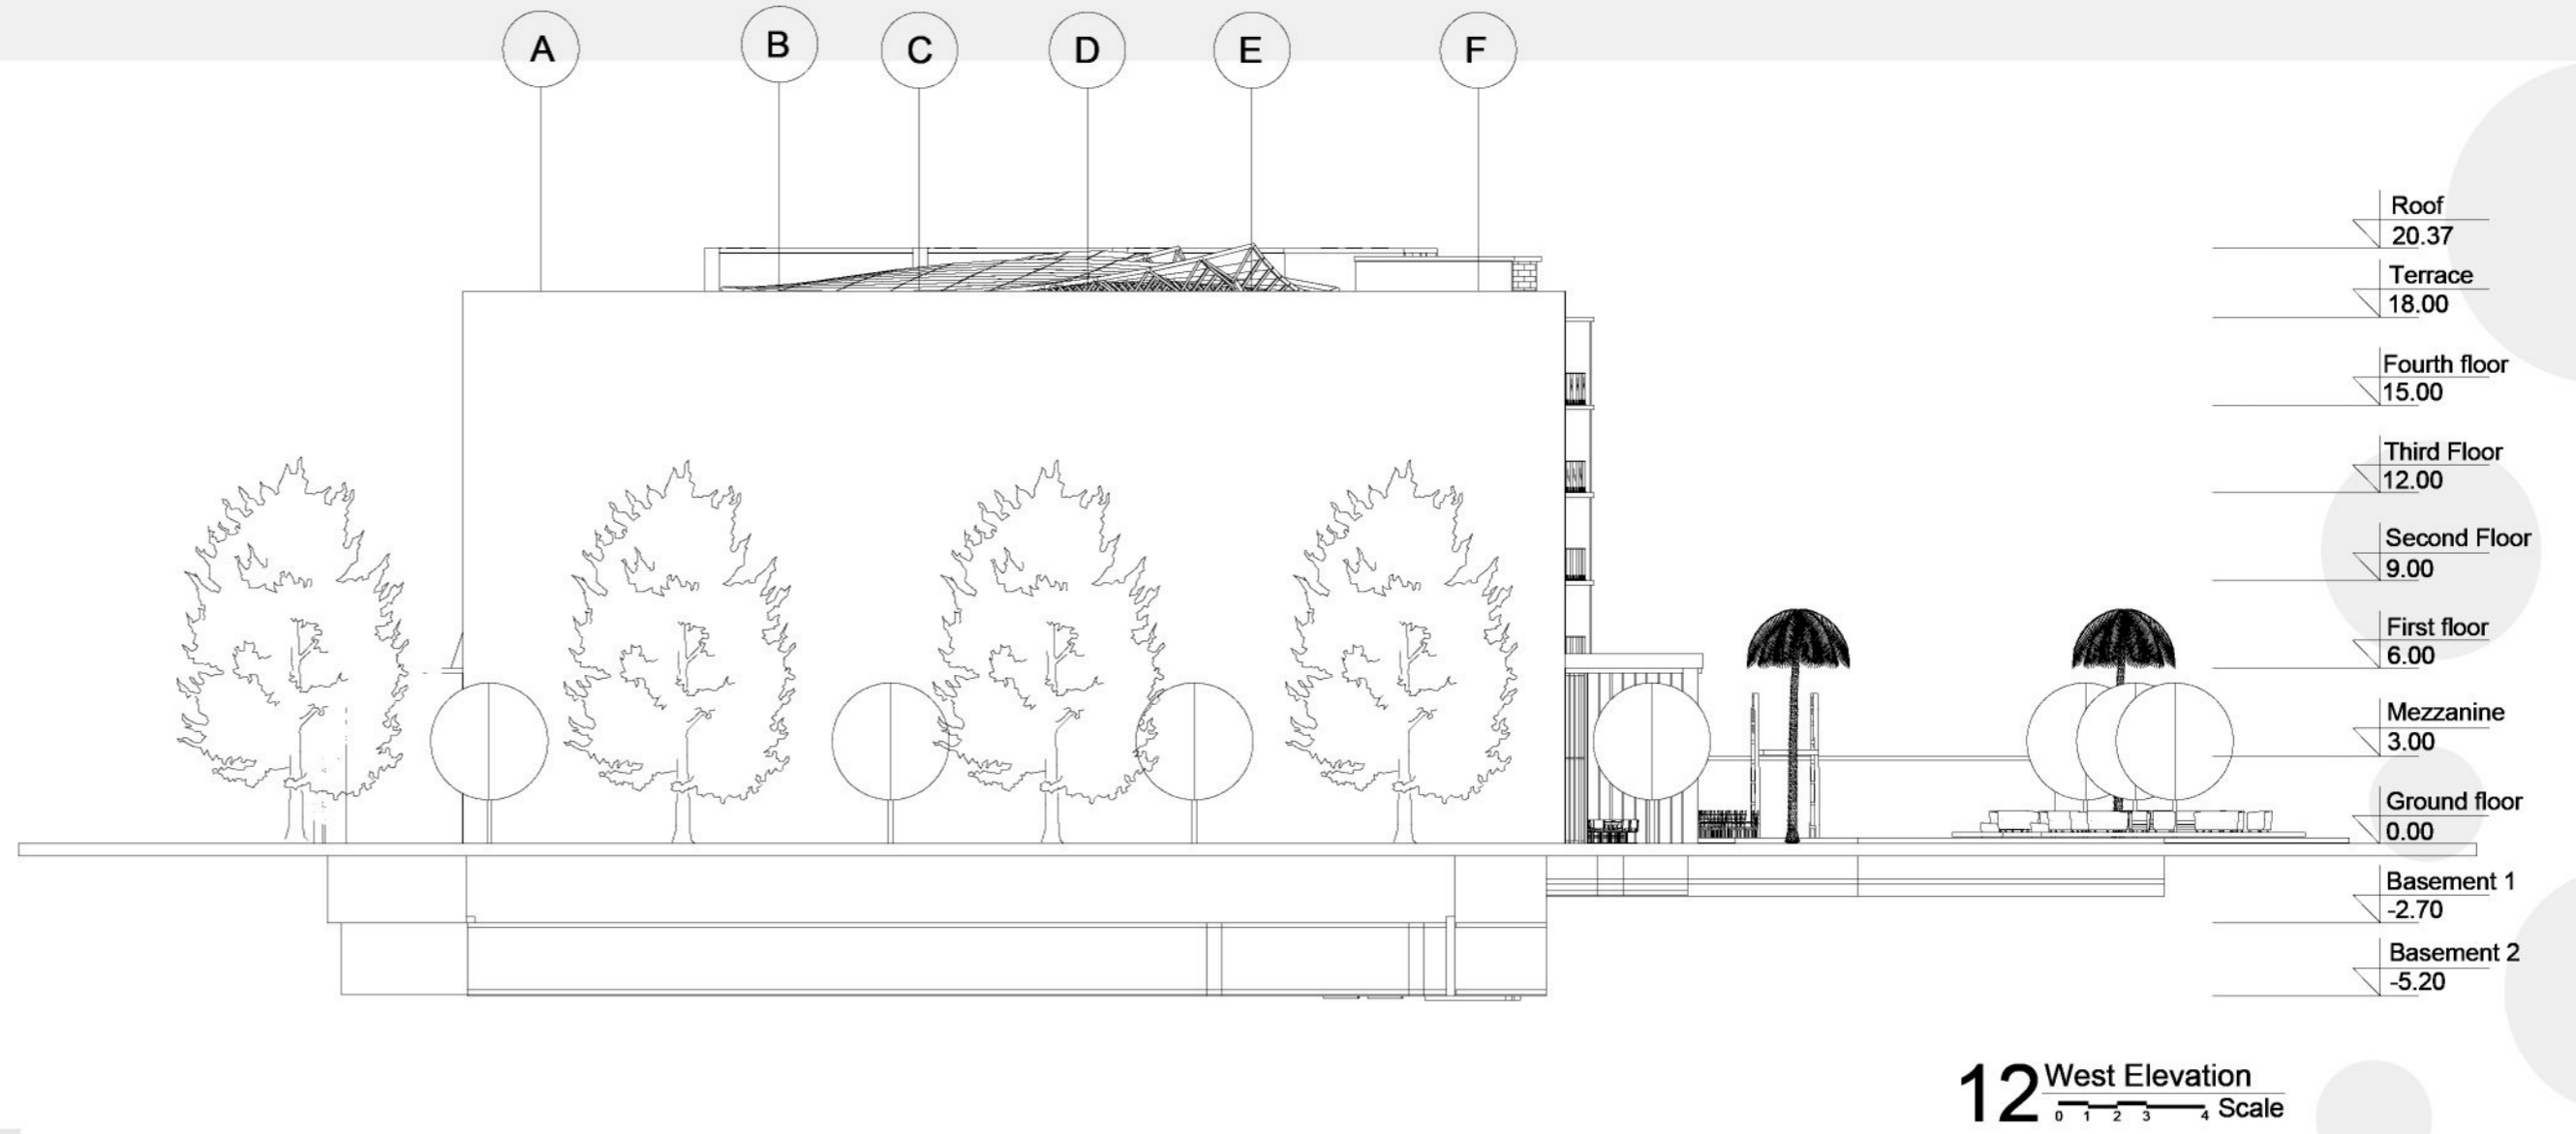 A B C D E F
Roof
20.37
Terrace
18.00
Fourth floor
15.00
Third Floor
12.00
Second Floor
9.00
First floor
6.00
Mezzanine
3.00
Ground floor
0.00
Basement 1
-2.70
Basement 2
-5.20
12 West Elevation
0 1 2 3 4 Scale